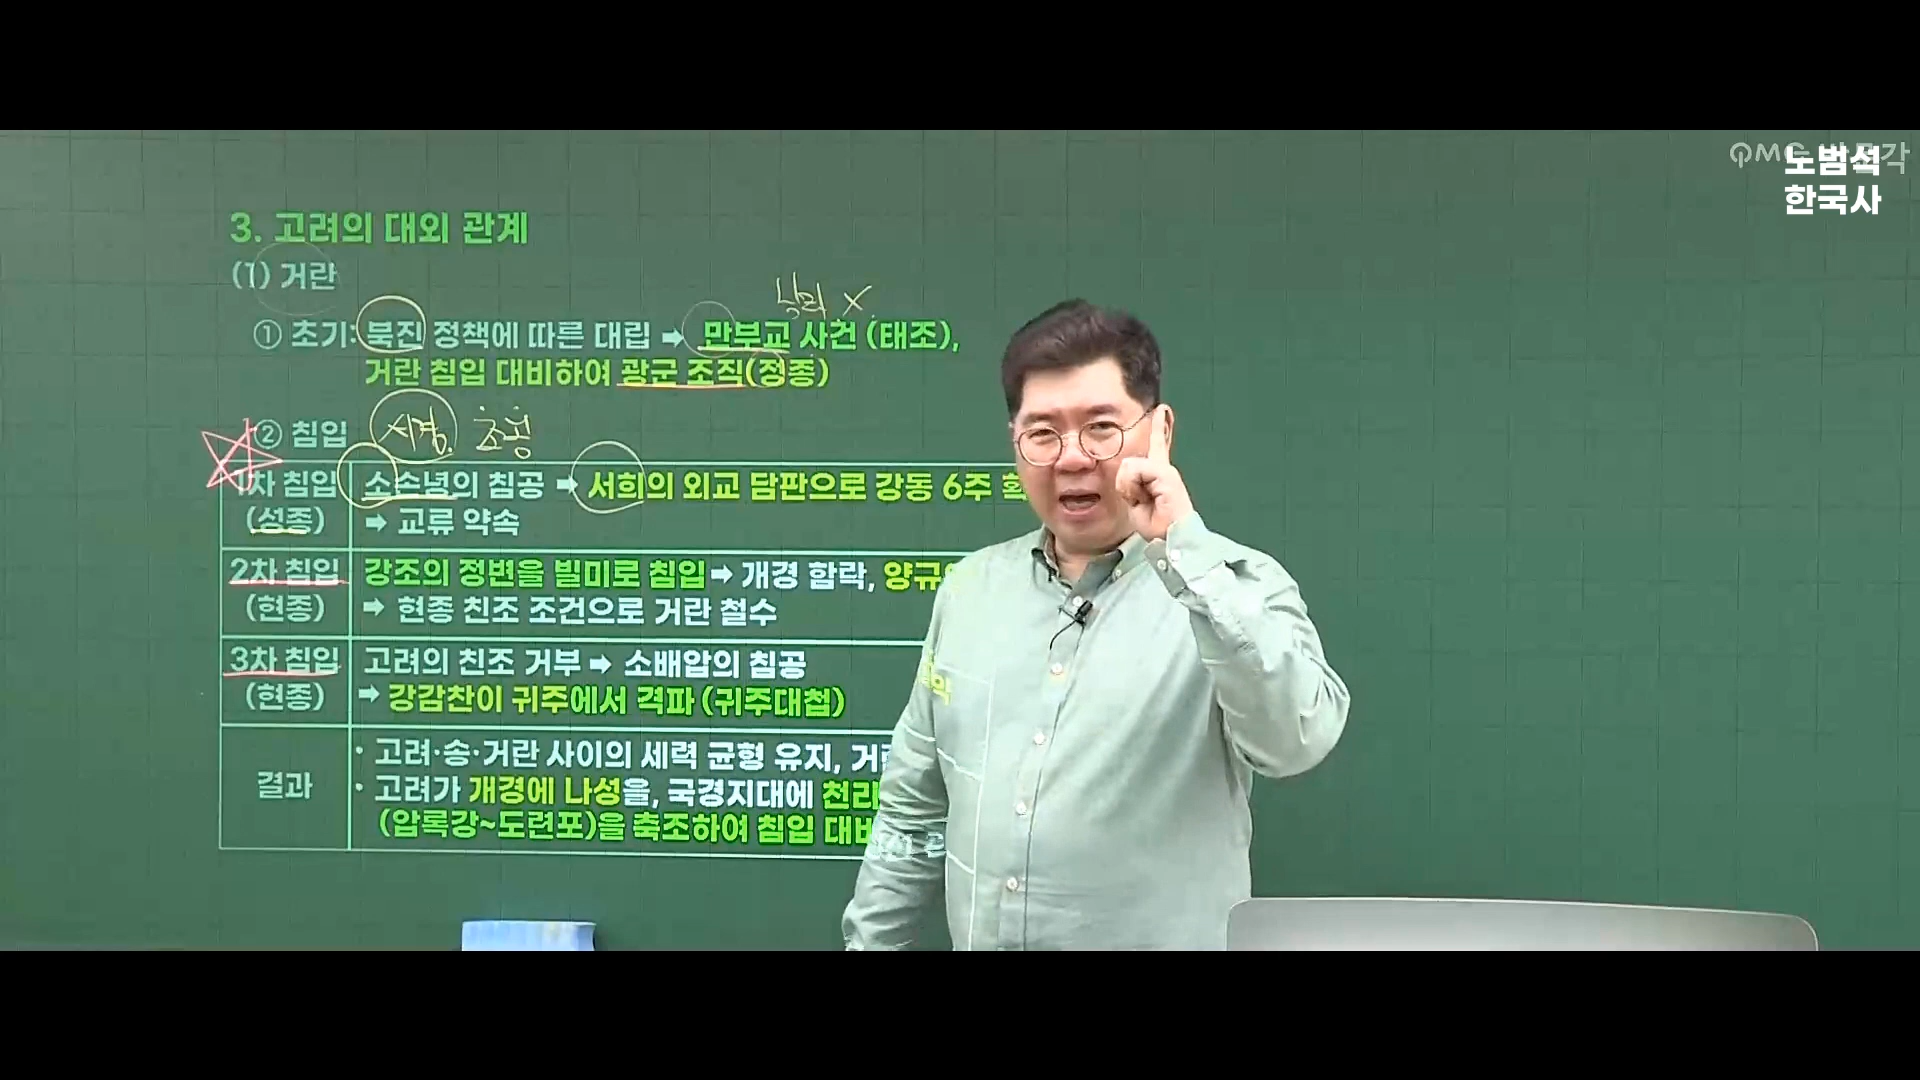 노범석
한국사
3. 고려의 대외 관계
(1) 거란
① 초기: 북진 정책에 따른 대립 ➡ 만부교 사건 (태조),
거란 침입 대비하여 광군 조직(정종)
② 침입 서경
1차 침입 소손녕의 침공 ➡ 서희의 외교 담판으로 강동 6주
(성종) ➡ 교류 약속
2차 침입 강조의 정변을 빌미로 침입 ➡ 개경 함락, 양규
(현종) ➡ 현종 친조 조건으로 거란 철수
3차 침입 고려의 친조 거부 ➡ 소배압의 침공
(현종) ➡ 강감찬이 귀주에서 격파 (귀주대첩)
결과 • 고려·송·거란 사이의 세력 균형 유지,
• 고려가 개경에 나성을, 국경지대에 천리
(압록강~도련포)을 축조하여 침입 대비